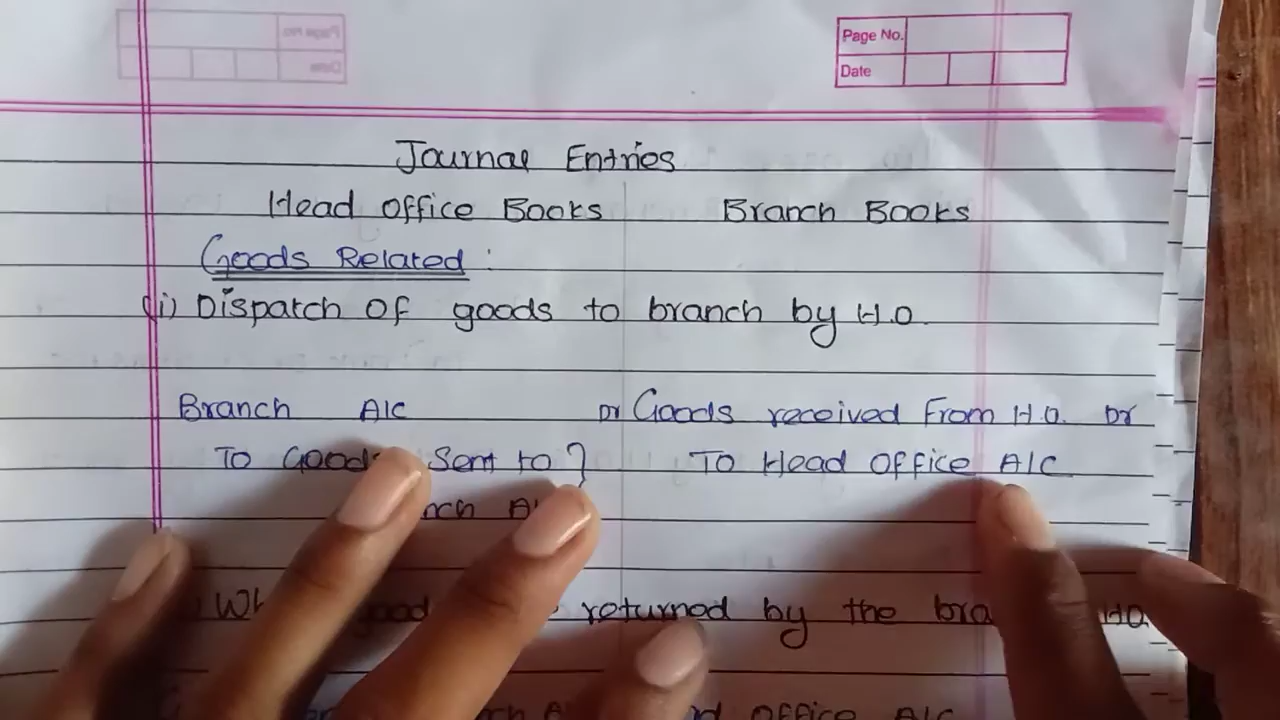 Page No.
Date
Journal Entries
Head Office Books Branch Books
Goods Related :
(i) Dispatch of goods to branch by H.O.
Branch A/C Dr Goods received from H.O. Dr
To Goods Sent to } To Head Office A/C
returned by the H.O.
Office A/C